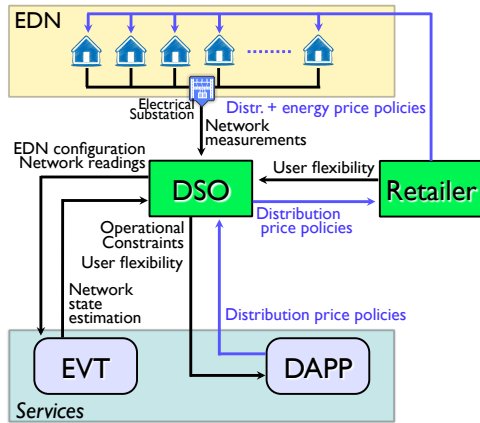 EDN
Distr. + energy price policies
Electrical
Substation
Network
measurements
EDN configuration
Network readings
User flexibility
DSO
Retailer
Distribution
price policies
Operational
Constraints
User flexibility
Network
state
estimation
Distribution price policies
EVT
DAPP
Services